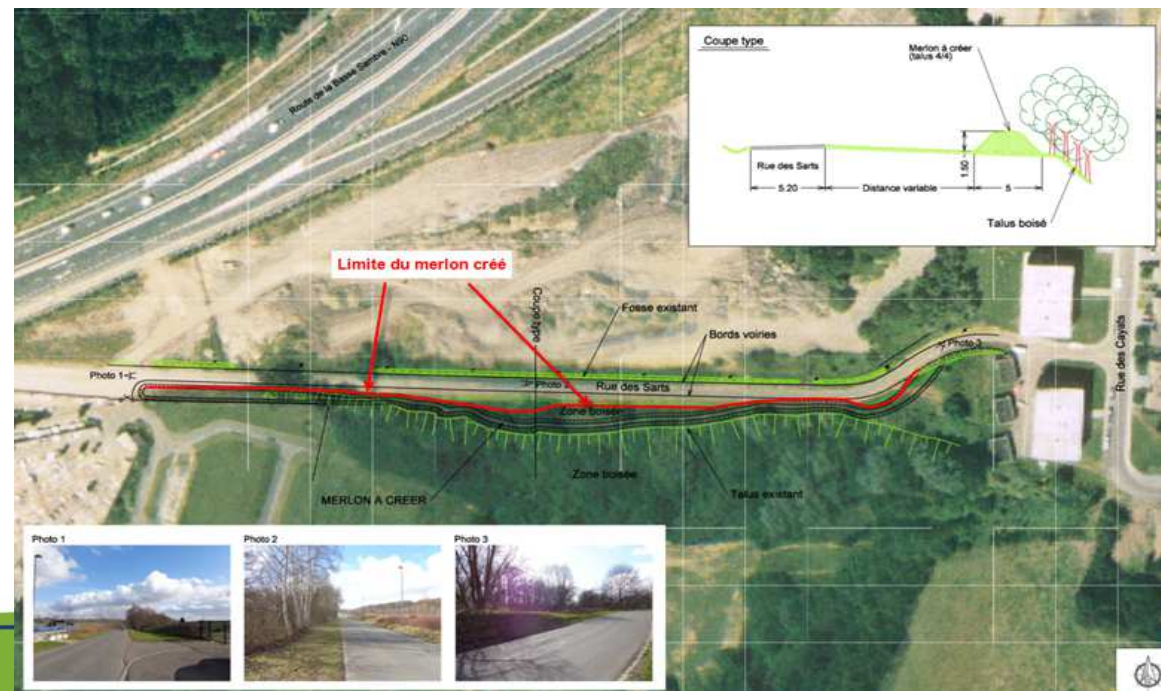 Route de la Basse Sambre - N90
Coupe type
Merlon à créer
(talus 4/4)
1.50
Rue des Sarts
5.20
Distance variable
5
Talus boisé
Limite du merlon créé
Coupe type
Fosse existant
Bords voiries
Photo 1
Photo 2
Rue des Sarts
Photo 3
Rue des Cayats
Zone boisée
Zone boisée
MERLON A CREER
Talus existant
Photo 1
Photo 2
Photo 3